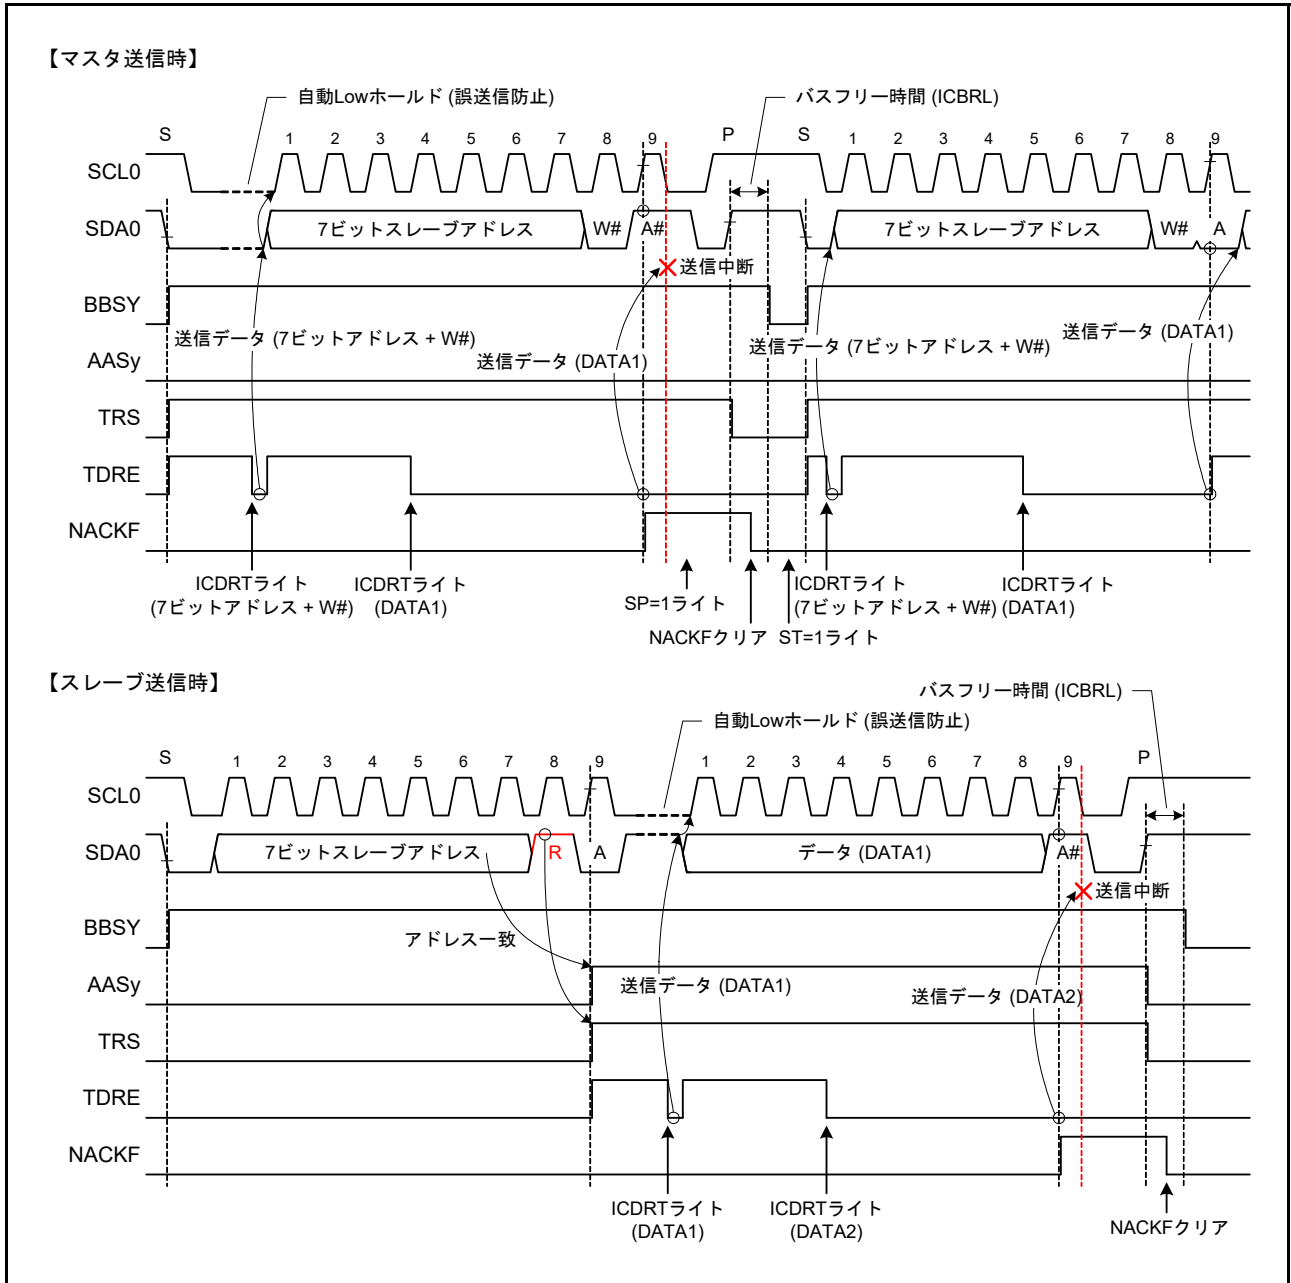 【マスタ送信時】
自動Lowホールド (誤送信防止)
バスフリー時間 (ICBRL)
S 1 2 3 4 5 6 7 8 9 P S 1 2 3 4 5 6 7 8 9
SCL0
SDA0 7ビットスレーブアドレス W# A# 7ビットスレーブアドレス W# A
送信中断
BBSY
送信データ (7ビットアドレス + W#)
送信データ (DATA1)
送信データ (7ビットアドレス + W#)
送信データ (DATA1)
AASy
TRS
TDRE
NACKF
ICDRTライト
(7ビットアドレス + W#)
ICDRTライト
(DATA1)
SP=1ライト
NACKFクリア
ST=1ライト
ICDRTライト
(7ビットアドレス + W#)
ICDRTライト
(DATA1)
【スレーブ送信時】
バスフリー時間 (ICBRL)
自動Lowホールド (誤送信防止)
S 1 2 3 4 5 6 7 8 9 1 2 3 4 5 6 7 8 9 P
SCL0
SDA0 7ビットスレーブアドレス R A データ (DATA1) A#
送信中断
BBSY
アドレス一致
AASy
送信データ (DATA1)
送信データ (DATA2)
TRS
TDRE
NACKF
ICDRTライト
(DATA1)
ICDRTライト
(DATA2)
NACKFクリア